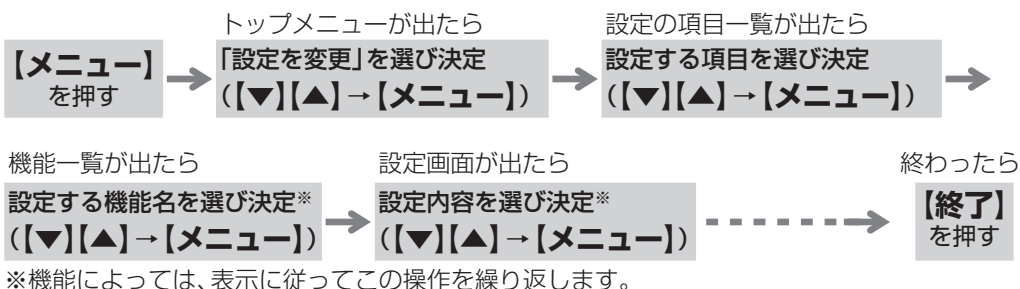 トップメニューが出たら
設定の項目一覧が出たら
【メニュー】
を押す
「設定を変更」を選び決定
(【▼】【▲】→【メニュー】)
設定する項目を選び決定
(【▼】【▲】→【メニュー】)
機能一覧が出たら
設定画面が出たら
終わったら
設定する機能名を選び決定※
(【▼】【▲】→【メニュー】)
設定内容を選び決定※
(【▼】【▲】→【メニュー】)
【終了】
を押す
※機能によっては、表示に従ってこの操作を繰り返します。